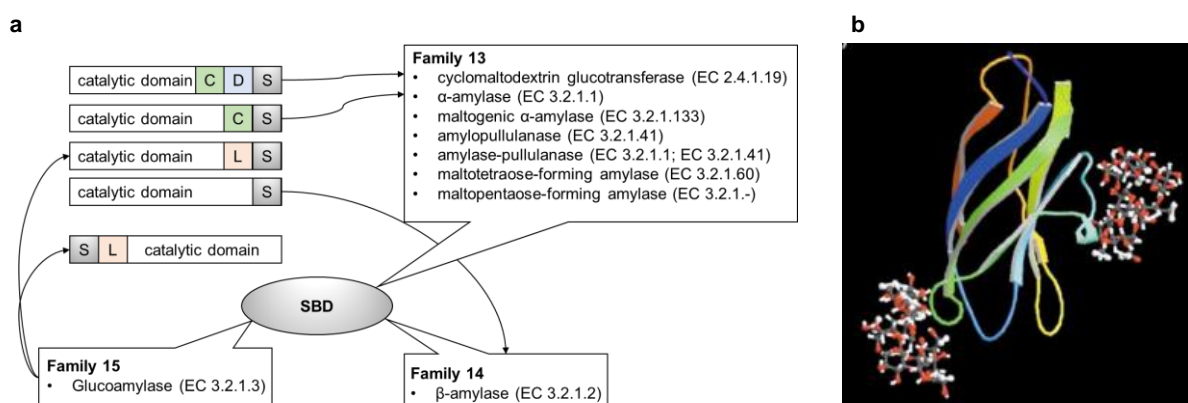 a
catalytic domain C D S
catalytic domain C S
catalytic domain L S
catalytic domain S
S L catalytic domain
SBD
Family 15
• Glucoamylase (EC 3.2.1.3)
Family 13
• cyclomaltodextrin glucotransferase (EC 2.4.1.19)
• α-amylase (EC 3.2.1.1)
• maltogenic α-amylase (EC 3.2.1.133)
• amylopullulanase (EC 3.2.1.41)
• amylase-pullulanase (EC 3.2.1.1; EC 3.2.1.41)
• maltotetraose-forming amylase (EC 3.2.1.60)
• maltopentaose-forming amylase (EC 3.2.1.-)
Family 14
• β-amylase (EC 3.2.1.2)
b